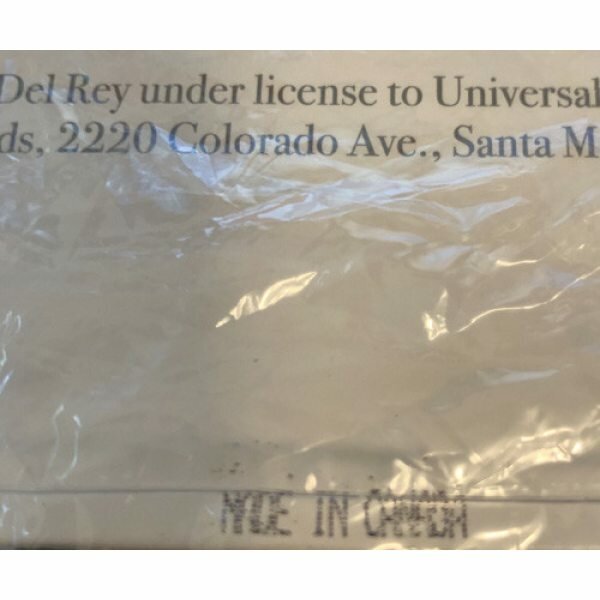 Del Rey under license to Universal
ds, 2220 Colorado Ave., Santa M
MADE IN CANADA